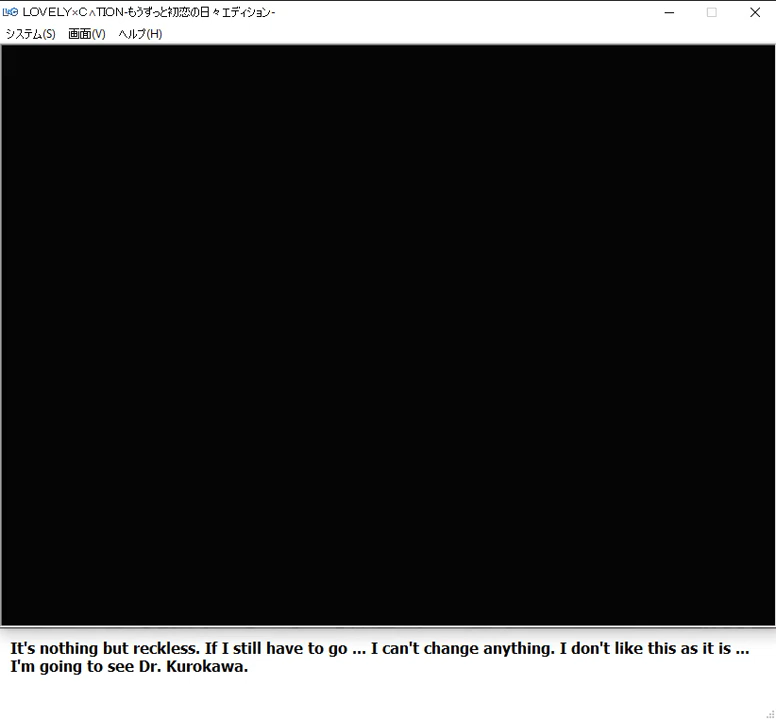 LOVELY×C∧TION-もうずっと初恋の日々エディション-
システム(S) 画面(V) ヘルプ(H)
It's nothing but reckless. If I still have to go ... I can't change anything. I don't like this as it is ...
I'm going to see Dr. Kurokawa.